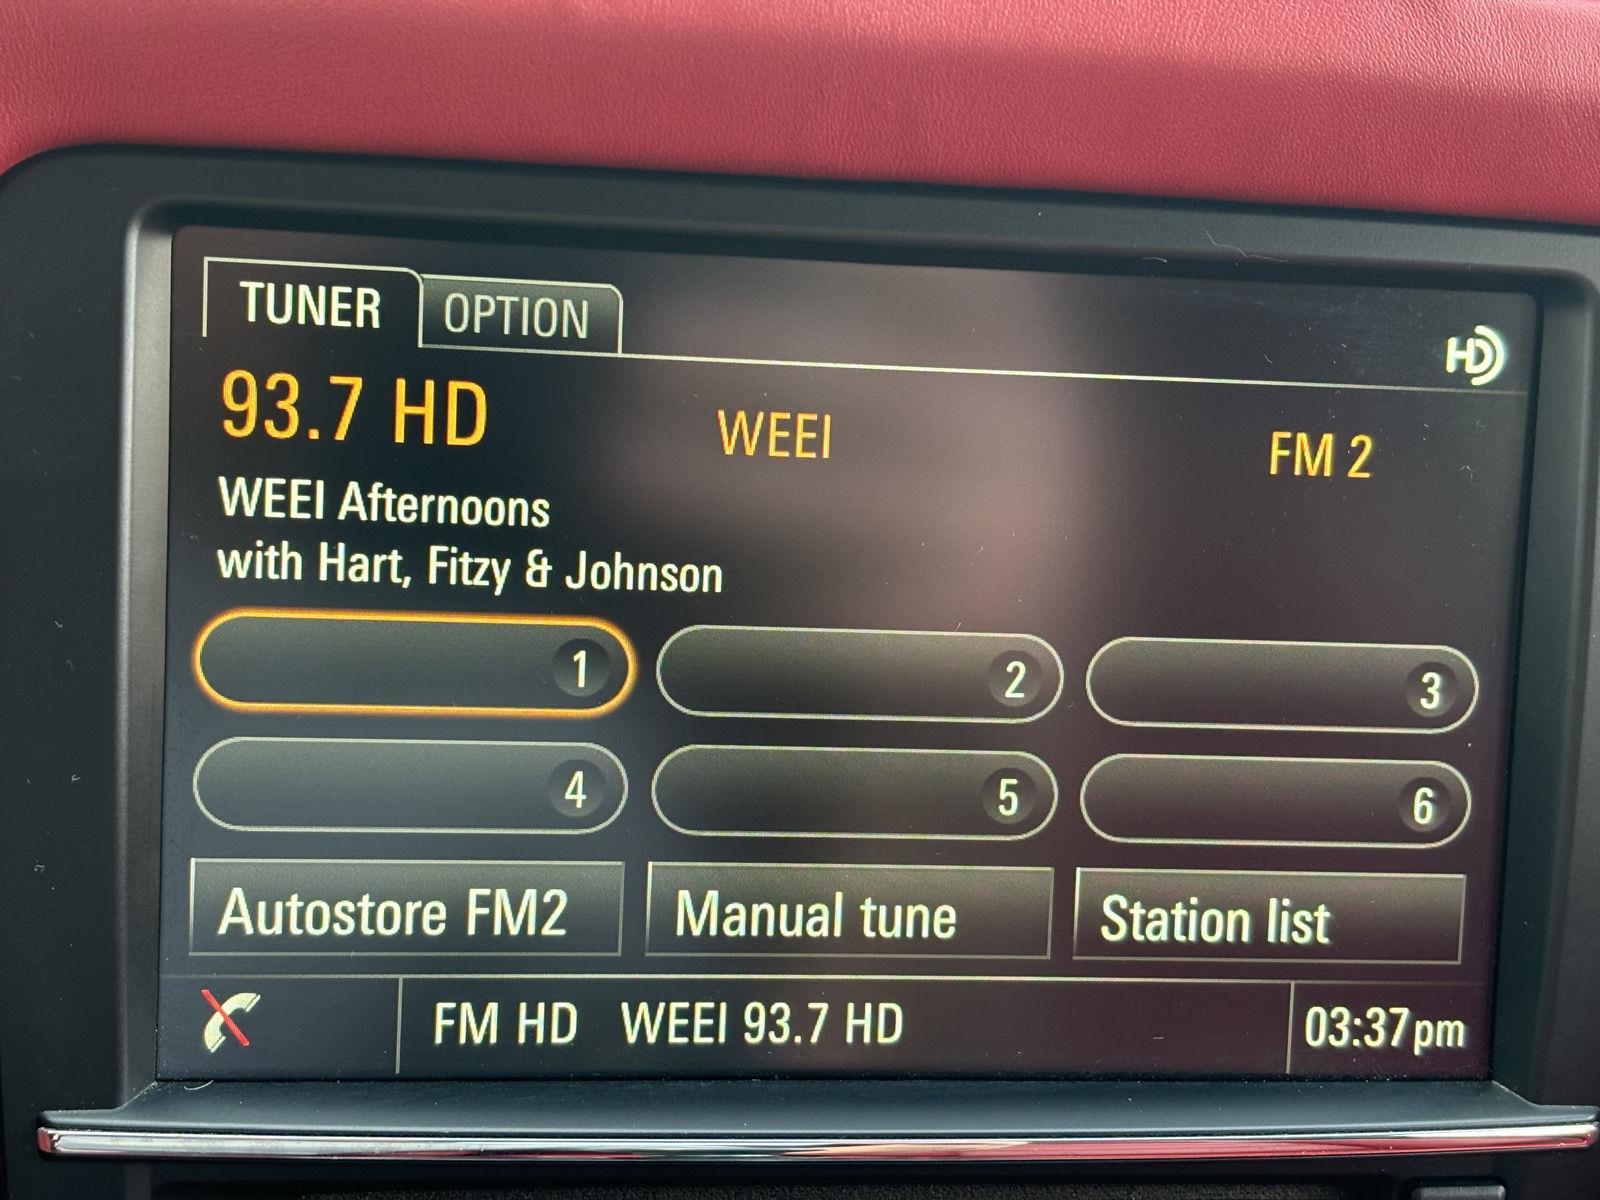 TUNER OPTION
HD
93.7 HD WEEI FM 2
WEEI Afternoons
with Hart, Fitzy & Johnson
1 2 3
4 5 6
Autostore FM2 Manual tune Station list
FM HD WEEI 93.7 HD 03:37pm